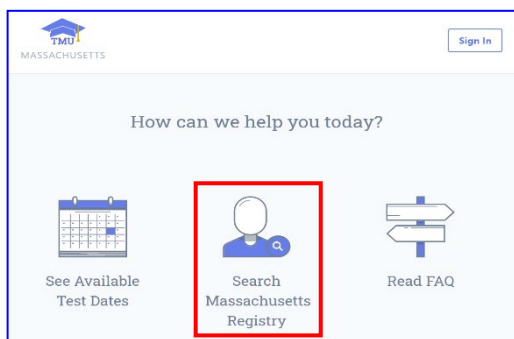 TMU
MASSACHUSETTS
Sign In
How can we help you today?
See Available
Test Dates
Search
Massachusetts
Registry
Read FAQ